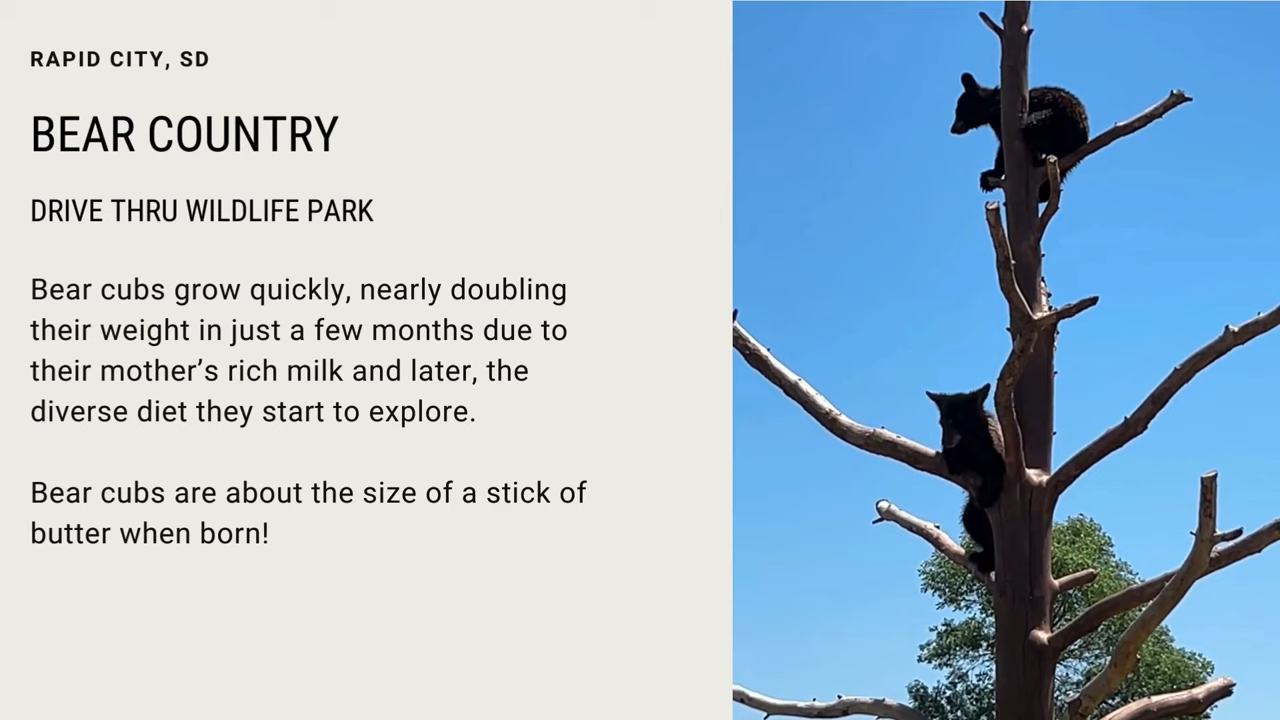 RAPID CITY, SD
BEAR COUNTRY
DRIVE THRU WILDLIFE PARK
Bear cubs grow quickly, nearly doubling
their weight in just a few months due to
their mother’s rich milk and later, the
diverse diet they start to explore.
Bear cubs are about the size of a stick of
butter when born!